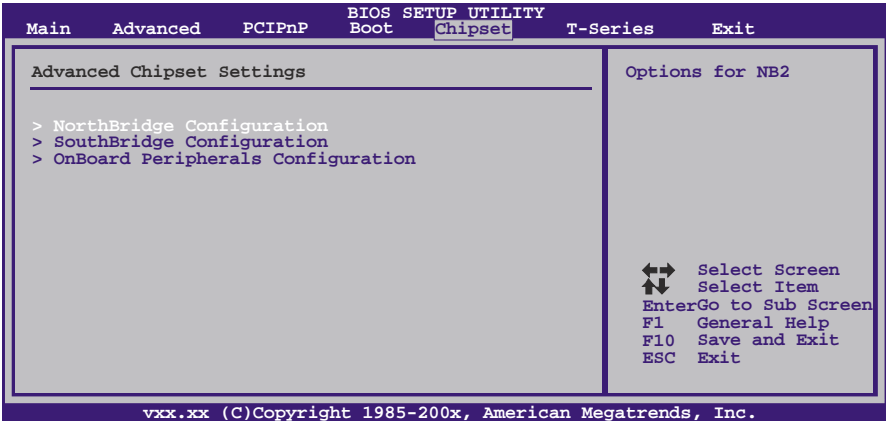 BIOS SETUP UTILITY
Main Advanced PCIPnP Boot Chipset T-Series Exit
Advanced Chipset Settings
> NorthBridge Configuration
> SouthBridge Configuration
> OnBoard Peripherals Configuration
Options for NB2
Select Screen
Select Item
EnterGo to Sub Screen
F1 General Help
F10 Save and Exit
ESC Exit
vxx.xx (C)Copyright 1985-200x, American Megatrends, Inc.